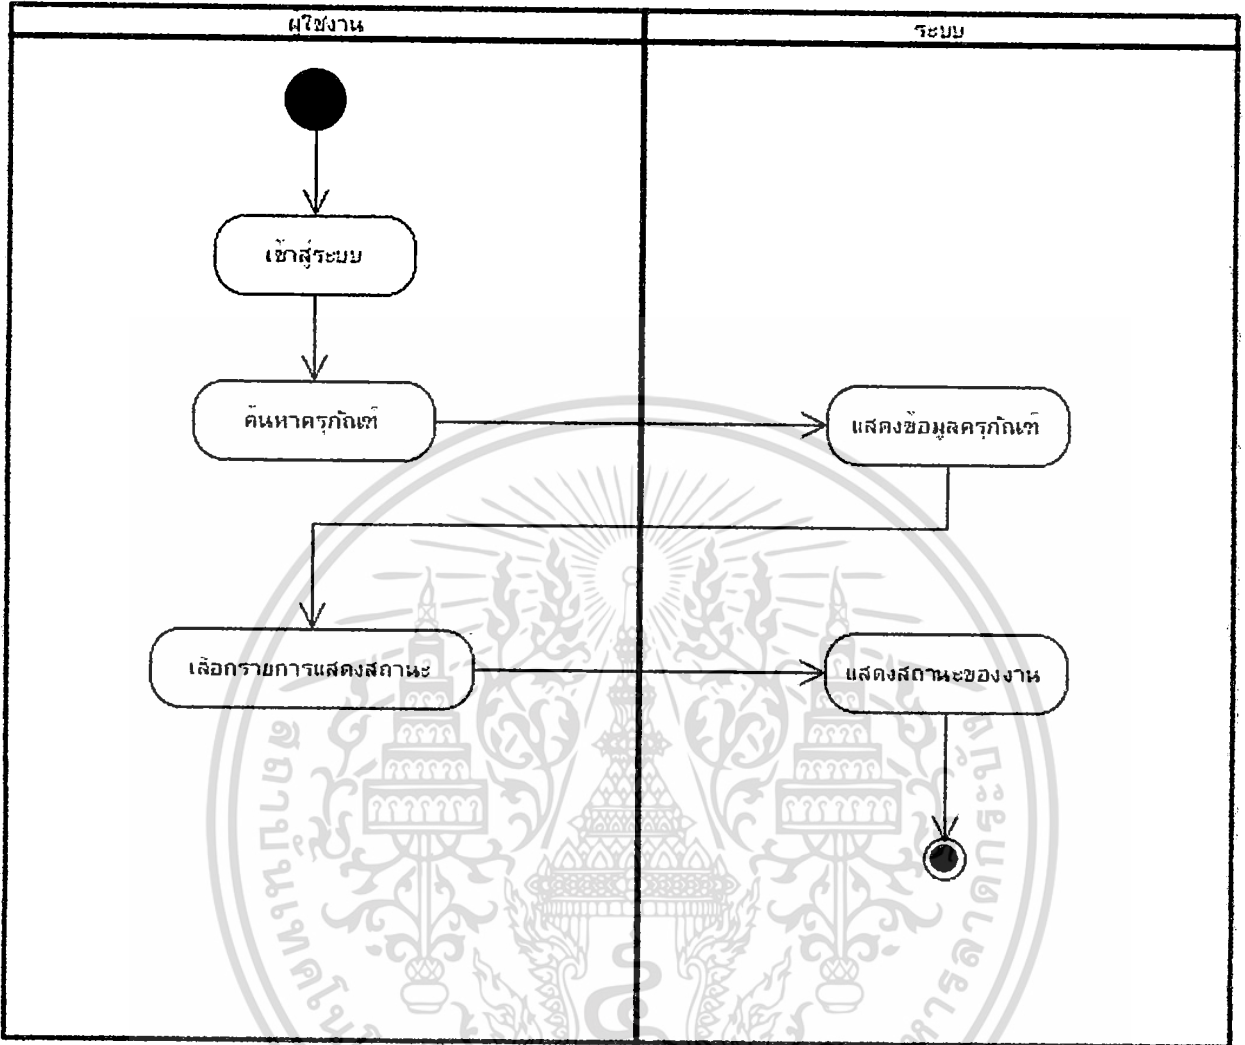 ผู้ใช้งาน
ระบบ
เข้าสู่ระบบ
ค้นหาครุภัณฑ์
แสดงข้อมูลครุภัณฑ์
เลือกรายการแสดงสถานะ
แสดงสถานะของงาน